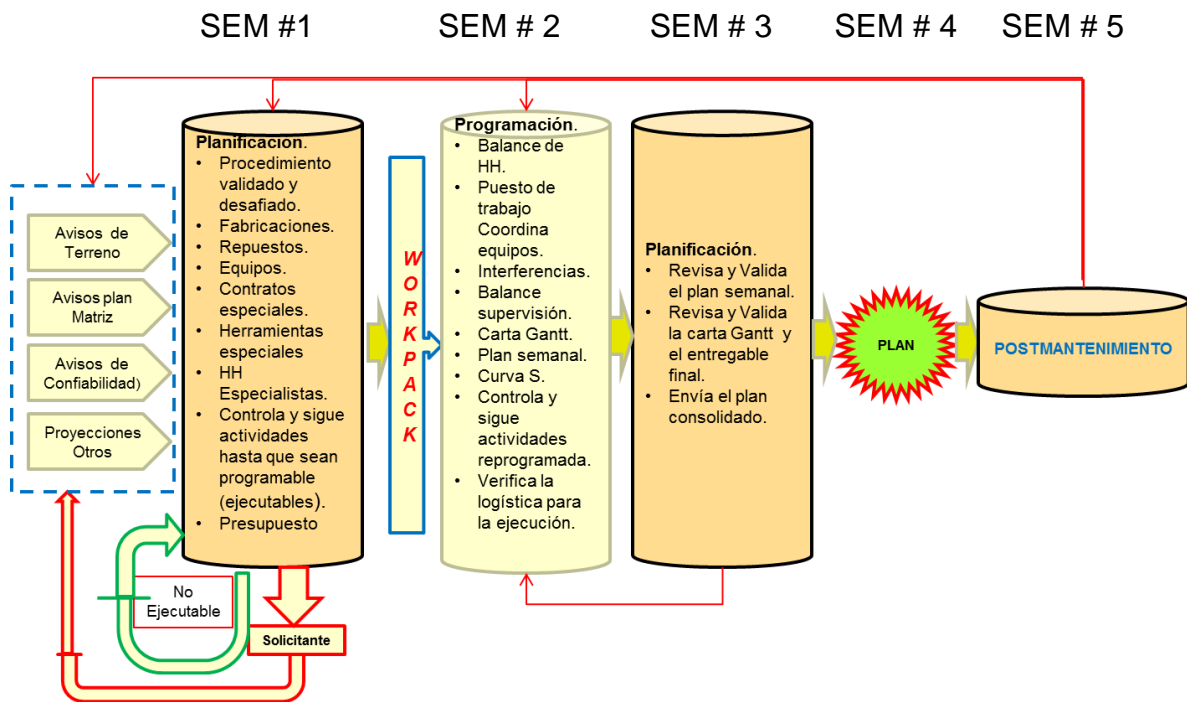 SEM #1
SEM # 2
SEM # 3
SEM # 4
SEM # 5
Avisos de
Terreno
Avisos plan
Matriz
Avisos de
Confiabilidad)
Proyecciones
Otros
Planificación.
• Procedimiento
validado y
desafiado.
• Fabricaciones.
• Repuestos.
• Equipos.
• Contratos
especiales.
• Herramientas
especiales
• HH
Especialistas.
• Controla y sigue
actividades
hasta que sean
programable
(ejecutables).
• Presupuesto
No
Ejecutable
Solicitante
WORKPACK
Programación.
• Balance de
HH.
• Puesto de
trabajo
Coordina
equipos.
• Interferencias.
• Balance
supervisión.
• Carta Gantt.
• Plan semanal.
• Curva S.
• Controla y
sigue
actividades
reprogramada.
• Verifica la
logística para
la ejecución.
Planificación.
• Revisa y Valida
el plan semanal.
• Revisa y Valida
la carta Gantt y
el entregable
final.
• Envía el plan
consolidado.
PLAN
POSTMANTENIMIENTO